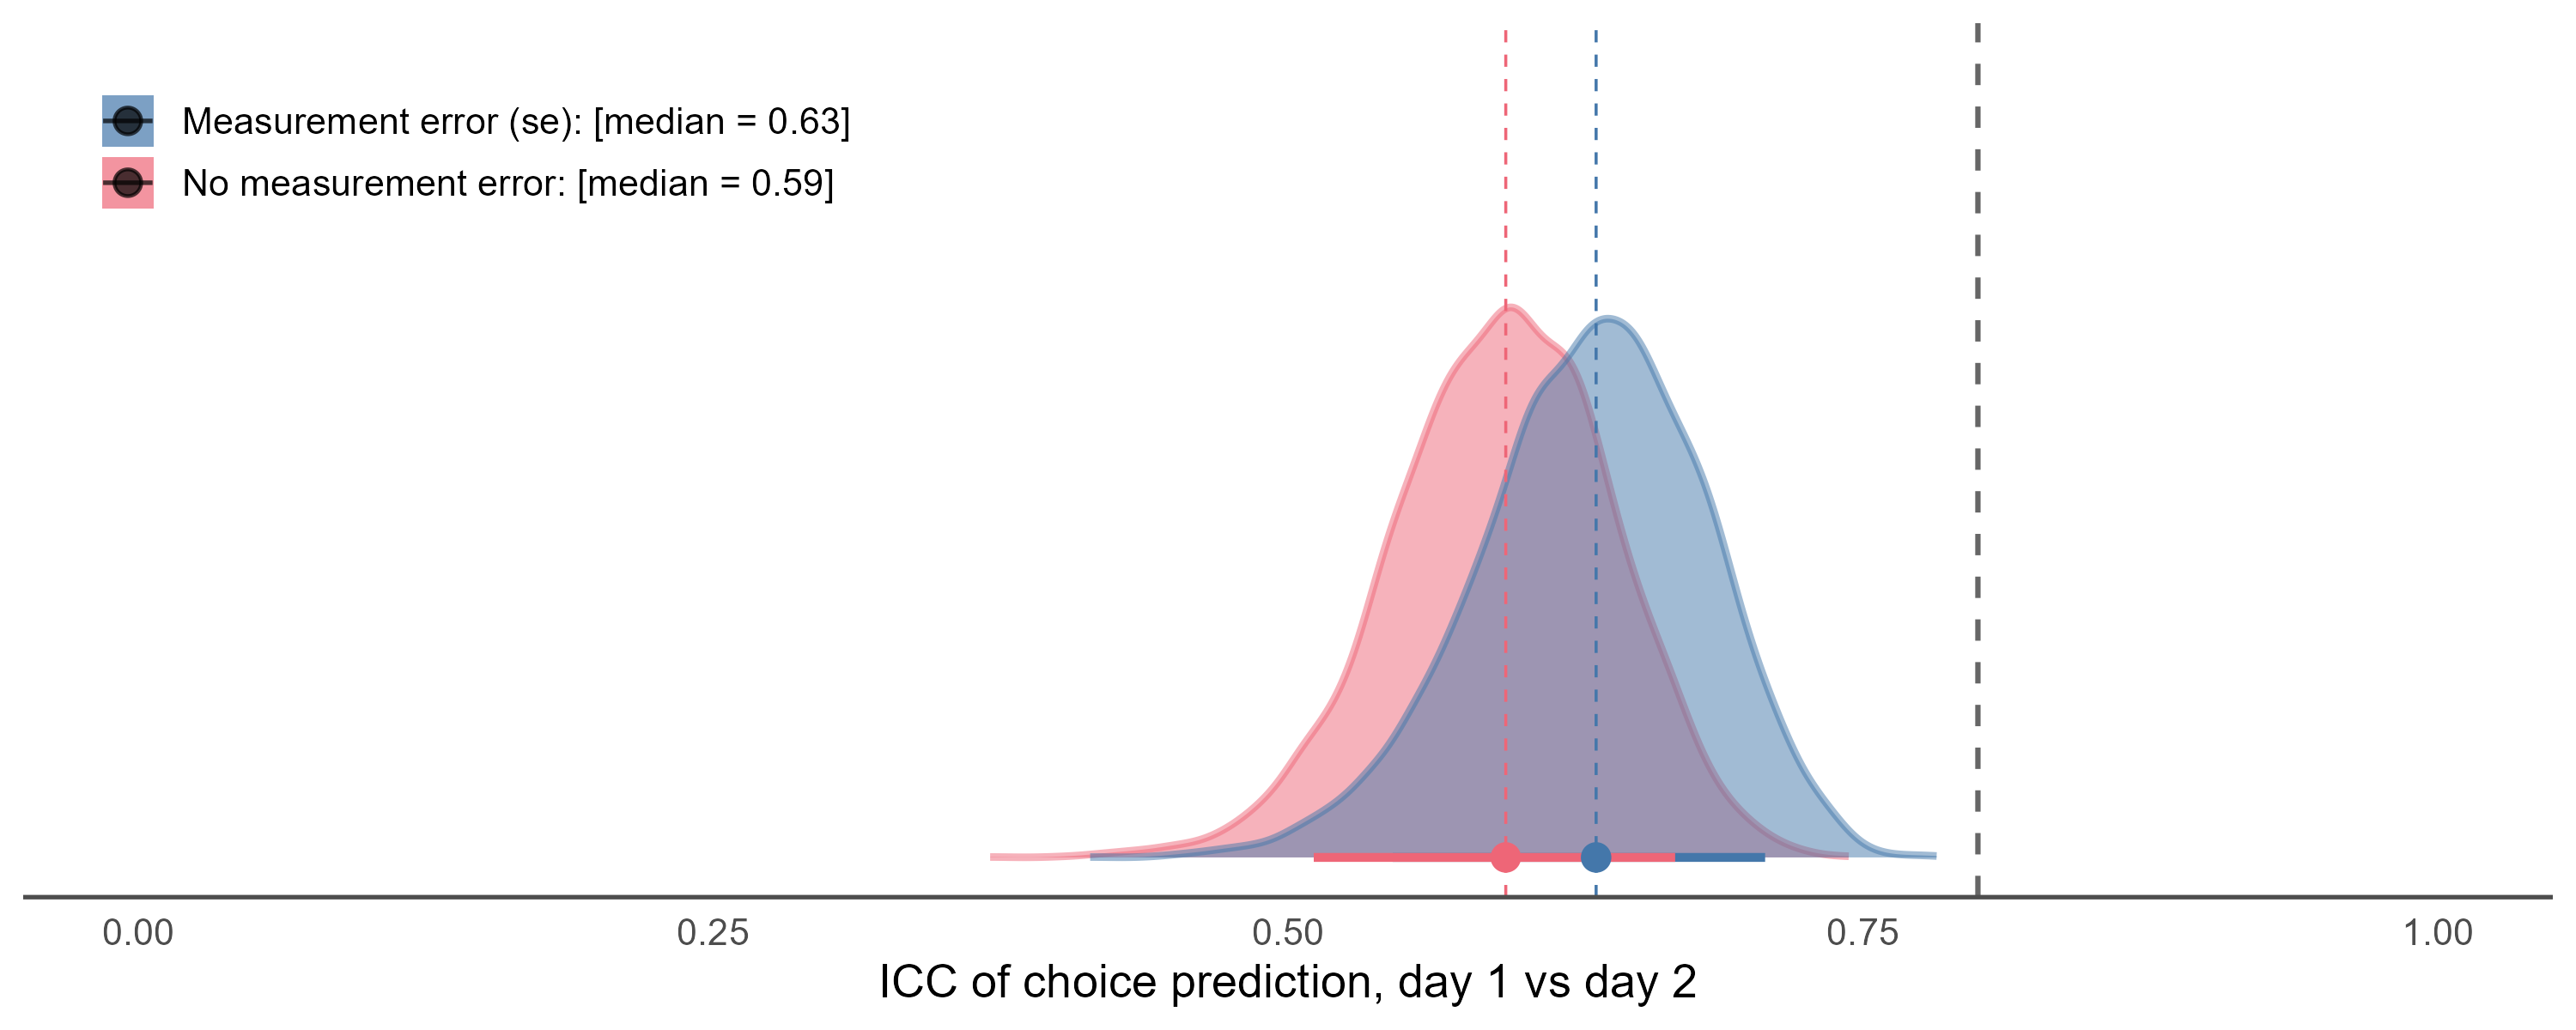 Measurement error (se): [median = 0.63]
No measurement error: [median = 0.59]
0.00 0.25 0.50 0.75 1.00
ICC of choice prediction, day 1 vs day 2